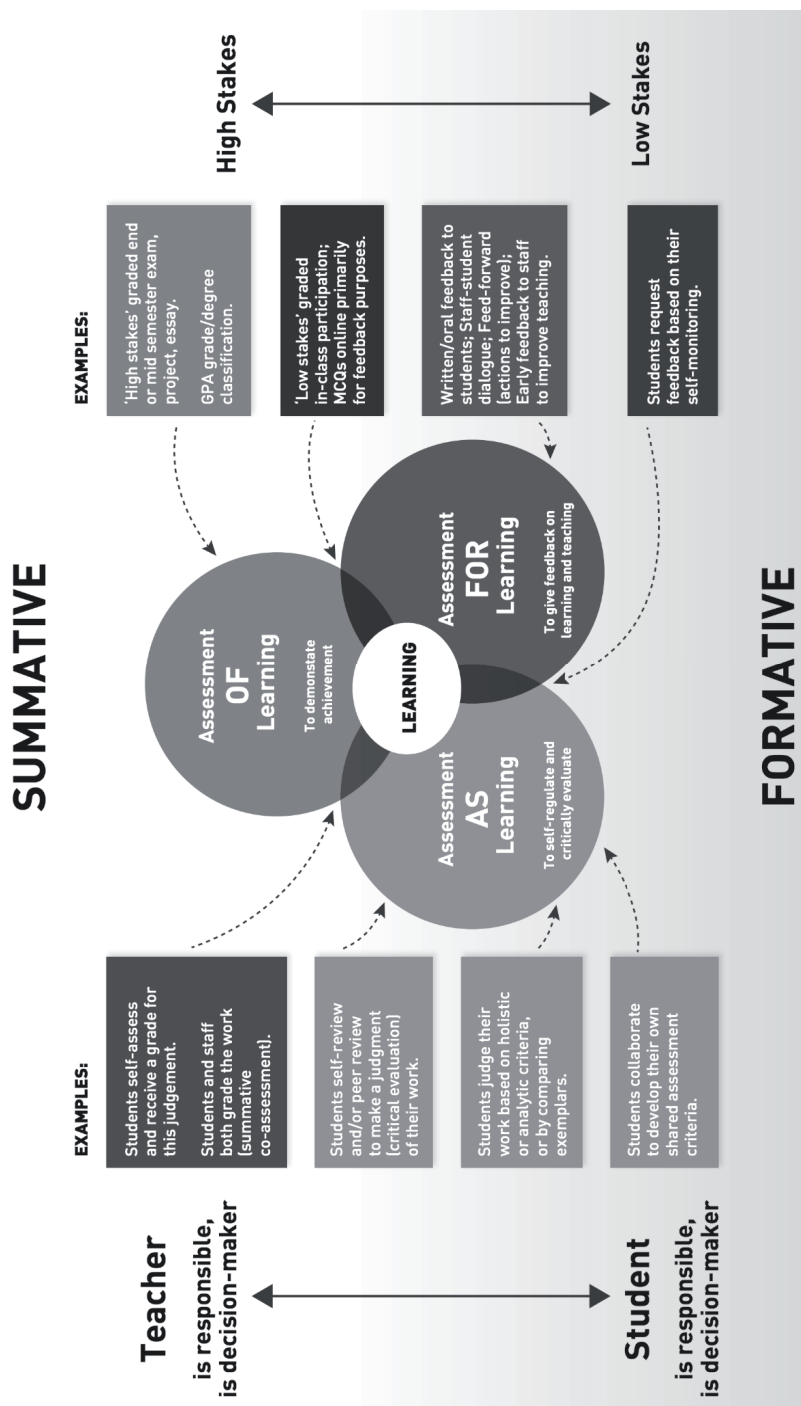 SUMMATIVE
Teacher
is responsible,
is decision-maker
EXAMPLES:
Students self-assess
and receive a grade for
this judgement.
Students and staff
both grade the work
(summative
co-assessment).
Students self-review
and/or peer review
to make a judgment
(critical evaluation)
of their work.
Students judge their
work based on holistic
or analytic criteria,
or by comparing
exemplars.
Students collaborate
to develop their own
shared assessment
criteria.
Student
is responsible,
is decision-maker
Assessment
OF
Learning
To demonstate
achievement
LEARNING
Assessment
AS
Learning
To self-regulate and
critically evaluate
Assessment
FOR
Learning
To give feedback on
learning and teaching
EXAMPLES:
'High stakes' graded end
or mid semester exam,
project, essay.
GPA grade/degree
classification.
'Low stakes' graded
in-class participation;
MCQs online primarily
for feedback purposes.
Written/oral feedback to
students; Staff-student
dialogue; Feed-forward
(actions to improve);
Early feedback to staff
to improve teaching.
Students request
feedback based on their
self-monitoring.
High Stakes
Low Stakes
FORMATIVE